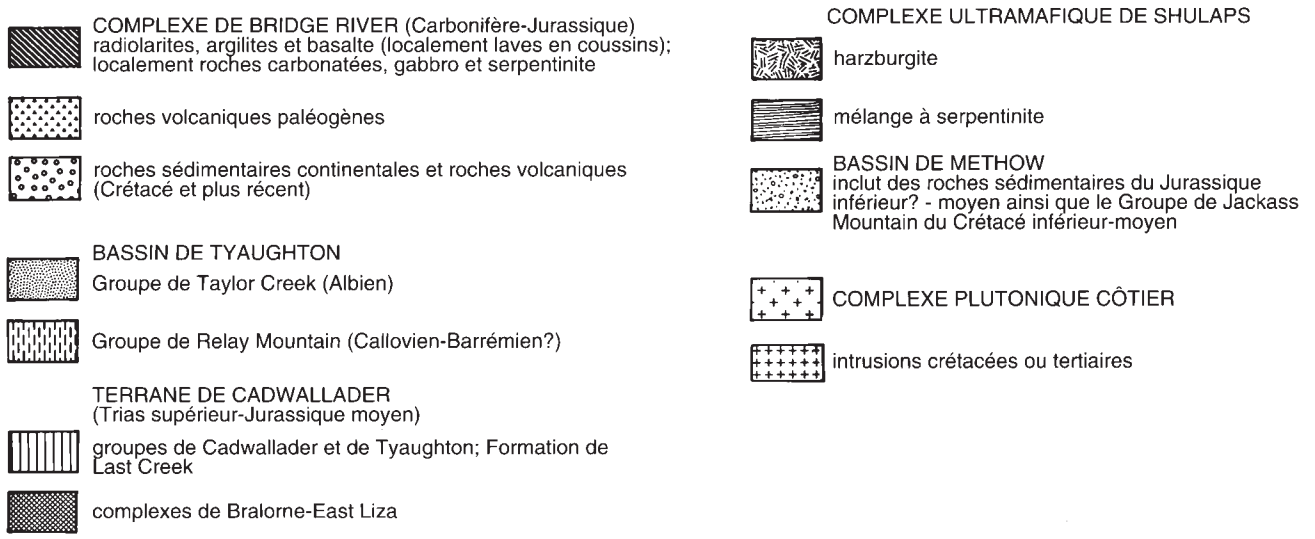 COMPLEXE DE BRIDGE RIVER (Carbonifère-Jurassique)
radiolarites, argilites et basalte (localement laves en coussins);
localement roches carbonatées, gabbro et serpentinite
roches volcaniques paléogènes
roches sédimentaires continentales et roches volcaniques
(Crétacé et plus récent)
BASSIN DE TYAUGHTON
Groupe de Taylor Creek (Albien)
Groupe de Relay Mountain (Callovien-Barrémien?)
TERRANE DE CADWALLADER
(Trias supérieur-Jurassique moyen)
groupes de Cadwallader et de Tyaughton; Formation de
Last Creek
complexes de Bralorne-East Liza
COMPLEXE ULTRAMAFIQUE DE SHULAPS
harzburgite
mélange à serpentinite
BASSIN DE METHOW
inclut des roches sédimentaires du Jurassique
inférieur? - moyen ainsi que le Groupe de Jackass
Mountain du Crétacé inférieur-moyen
COMPLEXE PLUTONIQUE CÔTIER
intrusions crétacées ou tertiaires